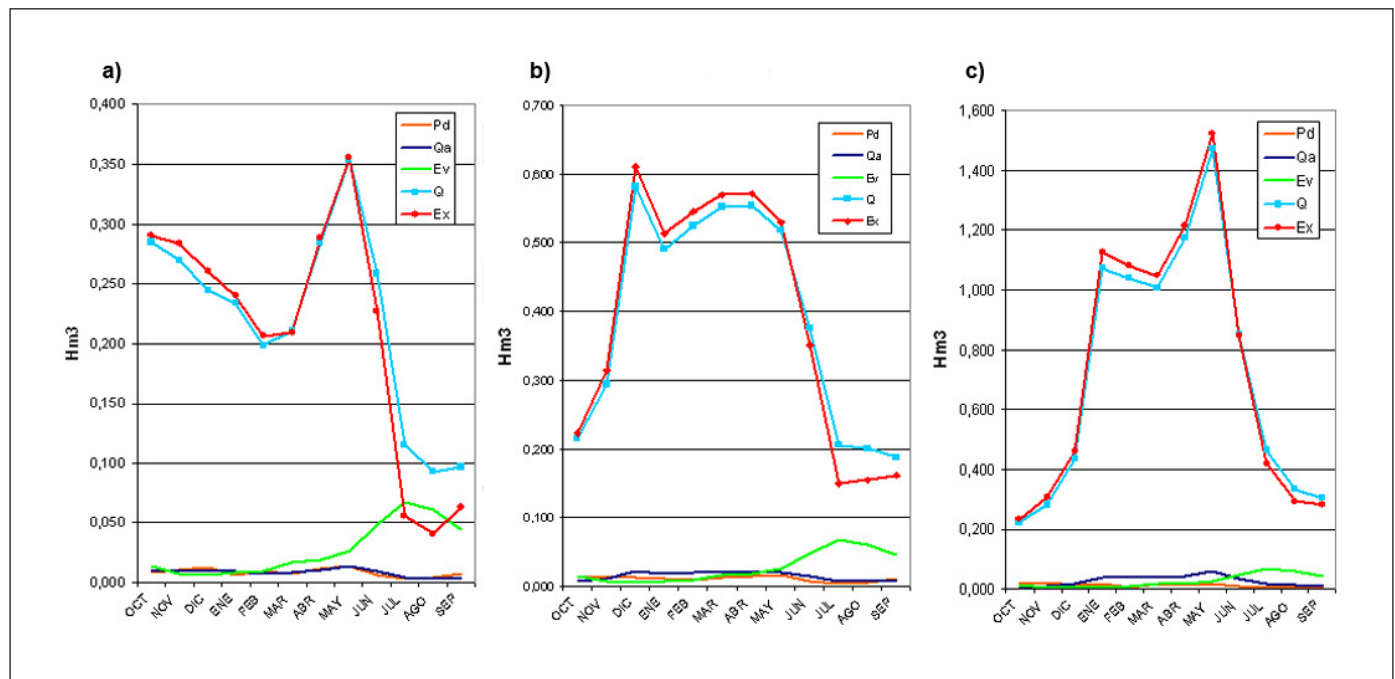 a)
0,400
0,350
0,300
0,250
0,200
0,150
0,100
0,050
0,000
Hm3
Pd
Qa
Ev
Q
Ex
OCT NOV DIC ENE FEB MAR ABR MAY JUN JUL AGO SEP
b)
0,700
0,600
0,500
0,400
0,300
0,200
0,100
0,000
Hm3
Pd
Qa
Ev
Q
Ex
OCT NOV DIC ENE FEB MAR ABR MAY JUN JUL AGO SEP
c)
1,600
1,400
1,200
1,000
0,800
0,600
0,400
0,200
0,000
Hm3
Pd
Qa
Ev
Q
Ex
OCT NOV DIC ENE FEB MAR ABR MAY JUN JUL AGO SEP